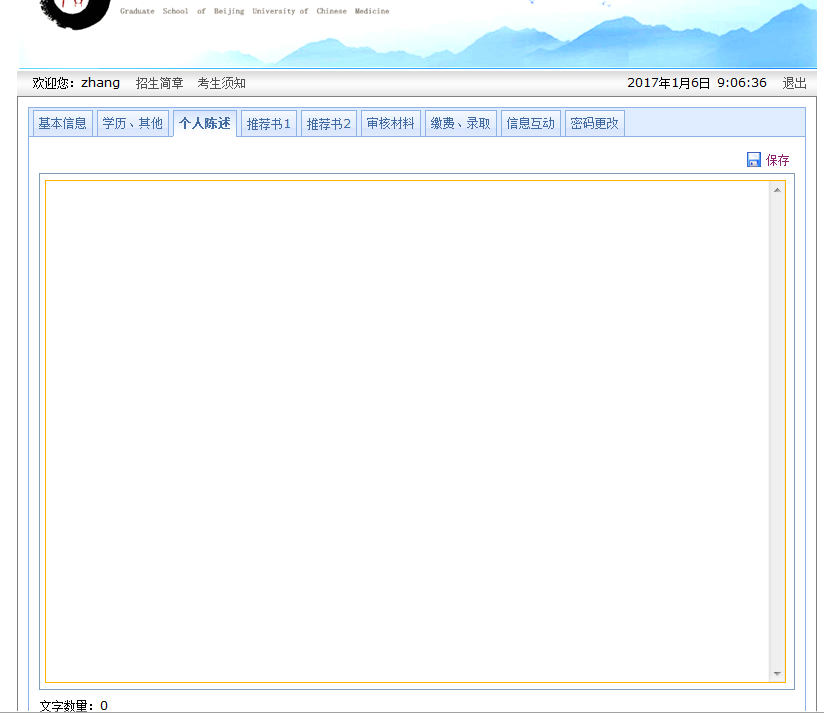 Graduate School of Beijing University of Chinese Medicine
欢迎您：zhang 招生简章 考生须知 2017年1月6日 9:06:36 退出
基本信息 学历、其他 个人陈述 推荐书1 推荐书2 审核材料 缴费、录取 信息互动 密码更改
保存
文字数量：0